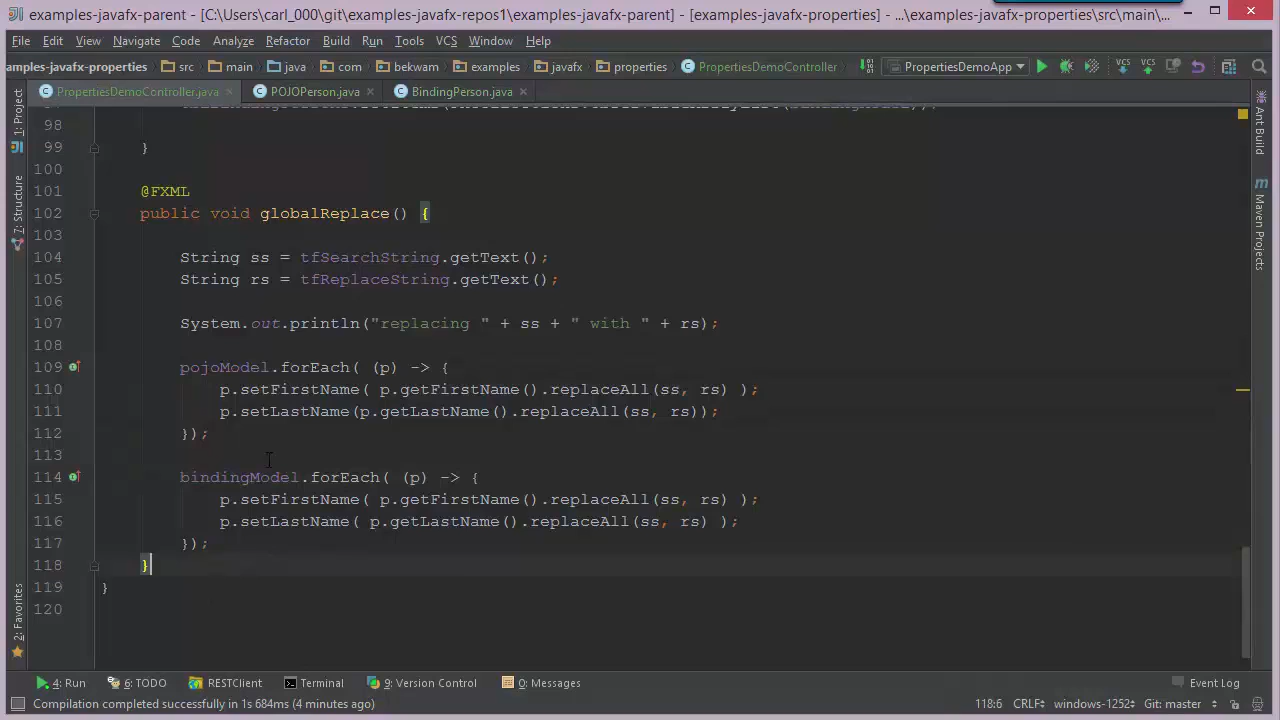 examples-javafx-parent - [C:\Users\carl_000\git\examples-javafx-repos1\examples-javafx-parent] - [examples-javafx-properties] - ...\examples-javafx-properties\src\main\...
File Edit View Navigate Code Analyze Refactor Build Run Tools VCS Window Help
amples-javafx-properties src main java com bekwam examples javafx properties PropertiesDemoController PropertiesDemoApp VCS VCS
PropertiesDemoController.java POJOPerson.java BindingPerson.java
1: Project
7: Structure
2: Favorites
98
99 }
100
101 @FXML
102 public void globalReplace() {
103
104 String ss = tfSearchString.getText();
105 String rs = tfReplaceString.getText();
106
107 System.out.println("replacing " + ss + " with " + rs);
108
109 pojoModel.forEach( (p) -> {
110 p.setFirstName( p.getFirstName().replaceAll(ss, rs) );
111 p.setLastName(p.getLastName().replaceAll(ss, rs));
112 });
113
114 bindingModel.forEach( (p) -> {
115 p.setFirstName( p.getFirstName().replaceAll(ss, rs) );
116 p.setLastName( p.getLastName().replaceAll(ss, rs) );
117 });
118 }
119 }
120
Ant Build
Maven Projects
4: Run 6: TODO RESTClient Terminal 9: Version Control 0: Messages Event Log
Compilation completed successfully in 1s 684ms (4 minutes ago) 118:6 CRLF windows-1252 Git: master